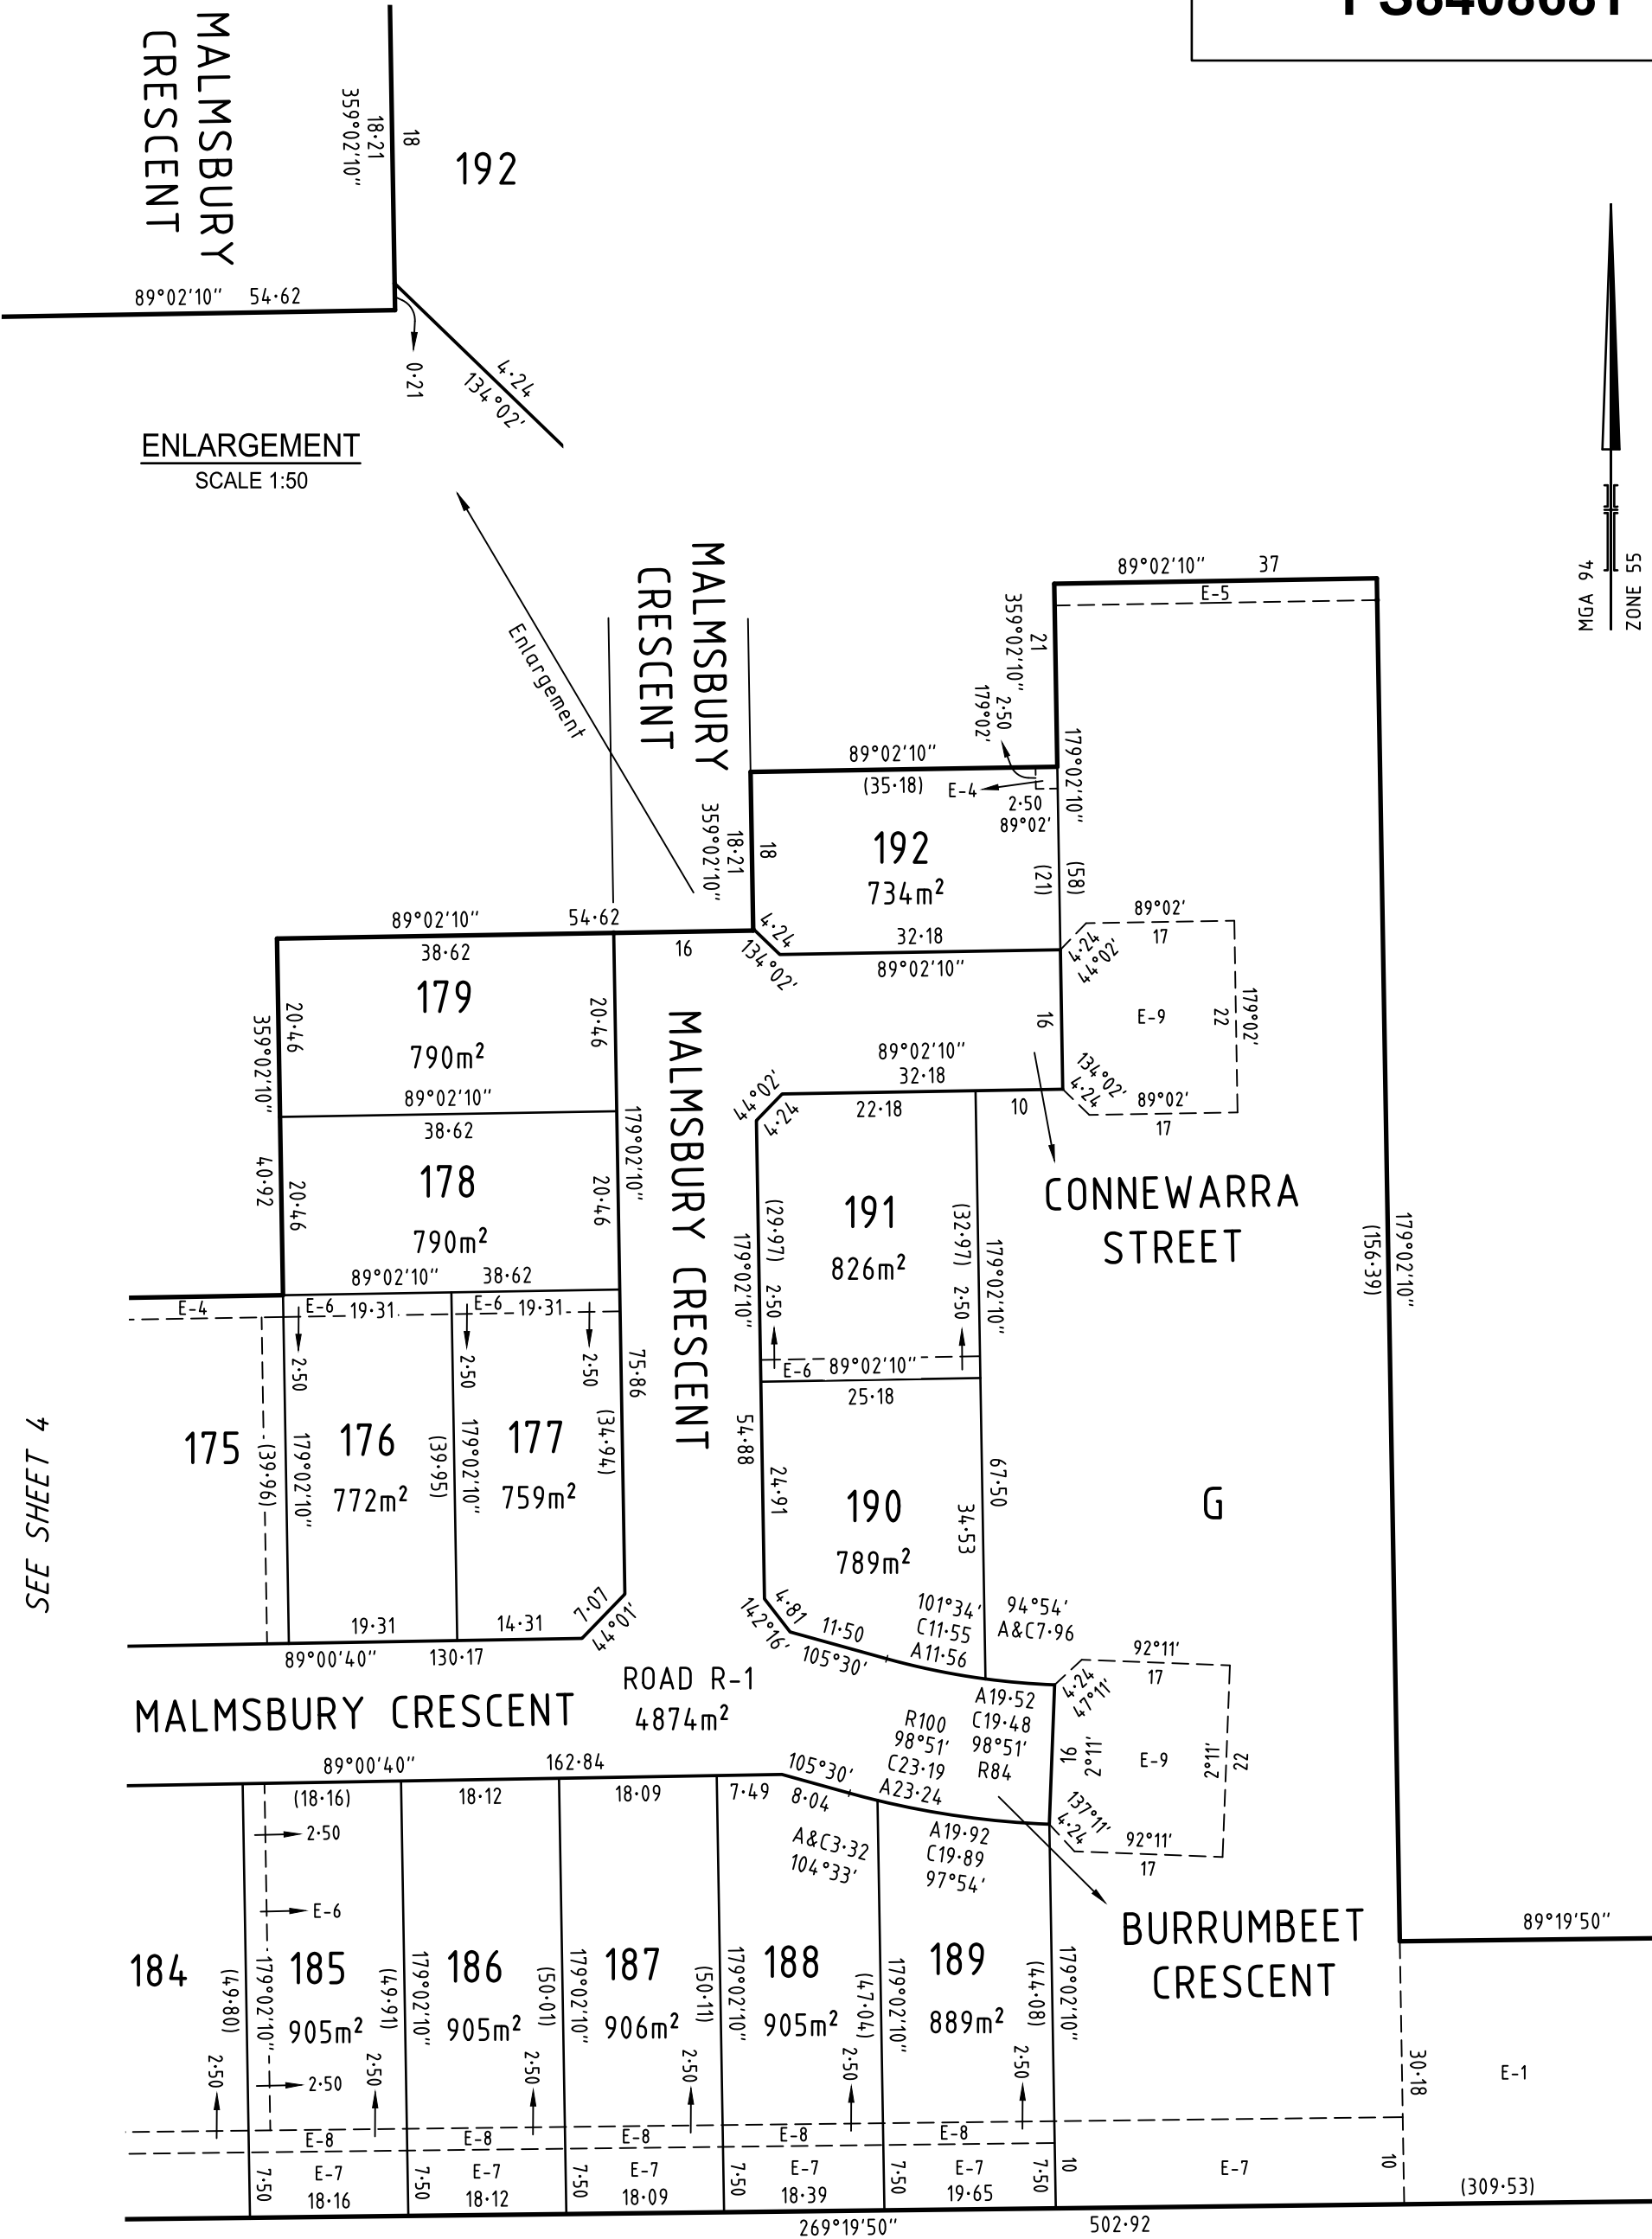 MALMSBURY
CRESCENT
359°02'10"
18·21
18
192
89°02'10" 54·62
0·21
4·24
134°02'
ENLARGEMENT
SCALE 1:50
MGA 94
ZONE 55
Enlargement
MALMSBURY
CRESCENT
89°02'10" 37
E-5
359°02'10"
21
179°02'
2·50
89°02'10"
(35·18)
E-4
2·50
89°02'
179°02'10"
359°02'10"
18·21
18
192
734m²
(21)
(58)
4·24
134°02'
32·18
89°02'10"
89°02'10" 54·62
38·62
16
179
790m²
20·46
20·46
359°02'10"
40·92
89°02'10"
38·62
178
790m²
20·46
20·46
179°02'10"
75·86
89°02'10" 38·62
MALMSBURY CRESCENT
89°02'
17
4·24
44°02'
E-9
22
179°02'
16
134°02'
4·24
89°02'
17
89°02'10"
32·18
44°02'
4·24
22·18
10
CONNEWARRA
STREET
191
826m²
(29·97)
179°02'10"
2·50
(32·97)
2·50
179°02'10"
179°02'10"
(156·39)
E-4
E-6 19·31
E-6 19·31
2·50
2·50
2·50
E-6 89°02'10"
25·18
54·88
24·91
190
789m²
34·53
67·50
G
SEE SHEET 4
175
(39·96)
179°02'10"
176
772m²
(39·95)
179°02'10"
177
759m²
(34·94)
7·07
44°01'
19·31
14·31
89°00'40" 130·17
4·81
142°16'
11·50
105°30'
101°34'
C11·55
A11·56
94°54'
A&C7·96
MALMSBURY CRESCENT
ROAD R-1
4874m²
A19·52
C19·48
98°51'
R84
R100
98°51'
C23·19
A23·24
92°11'
17
4·24
47°11'
16
2°11'
E-9
2°11'
22
137°11'
4·24
92°11'
17
89°00'40" 162·84
105°30'
(18·16)
18·12
18·09
7·49
8·04
A&C3·32
104°33'
A19·92
C19·89
97°54'
2·50
E-6
BURRUMBEET
CRESCENT
89°19'50"
184
(49·80)
179°02'10"
185
905m²
(49·91)
179°02'10"
186
905m²
(50·01)
179°02'10"
187
906m²
(50·11)
179°02'10"
188
905m²
(47·04)
179°02'10"
189
889m²
(44·08)
179°02'10"
2·50
2·50
2·50
2·50
2·50
2·50
2·50
30·18
E-1
E-8
E-8
E-8
E-8
E-8
7·50
E-7
18·16
7·50
E-7
18·12
7·50
E-7
18·09
7·50
E-7
18·39
7·50
E-7
19·65
7·50
10
E-7
10
(309·53)
269°19'50"
502·92